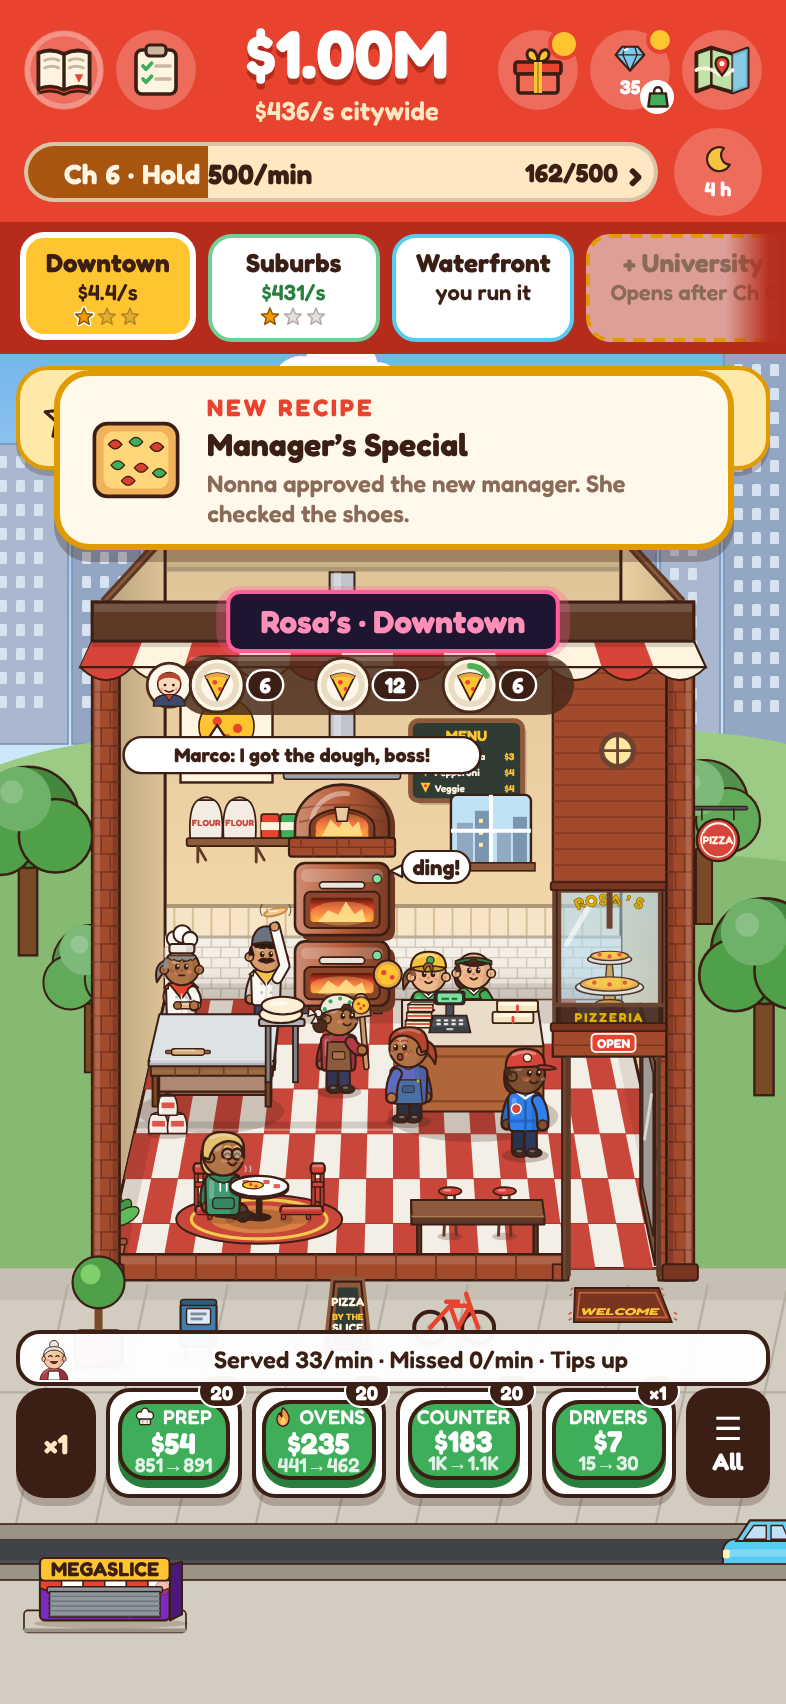 $1.00M
$436/s citywide
35
Ch 6 · Hold 500/min
162/500
4 h
Downtown
$4.4/s
Suburbs
$431/s
Waterfront
you run it
+ University
Opens after Ch 6
NEW RECIPE
Manager's Special
Nonna approved the new manager. She
checked the shoes.
Rosa's · Downtown
6
12
6
MENU
$3
Pepperoni $4
Veggie $4
Marco: I got the dough, boss!
FLOUR
FLOUR
ding!
PIZZA
ROSA'S
PIZZERIA
OPEN
PIZZA
BY THE
SLICE
WELCOME
Served 33/min · Missed 0/min · Tips up
x1
20
PREP
$54
851→891
20
OVENS
$235
441→462
20
COUNTER
$183
1K→1.1K
x1
DRIVERS
$7
15→30
All
MEGASLICE